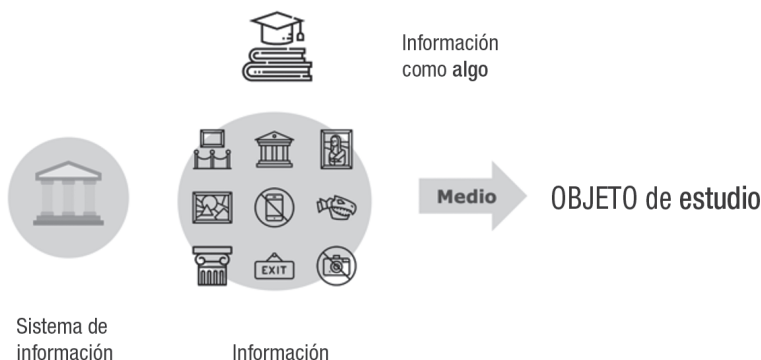 Información
como algo
EXIT
Medio
OBJETO de estudio
Sistema de
información
Información